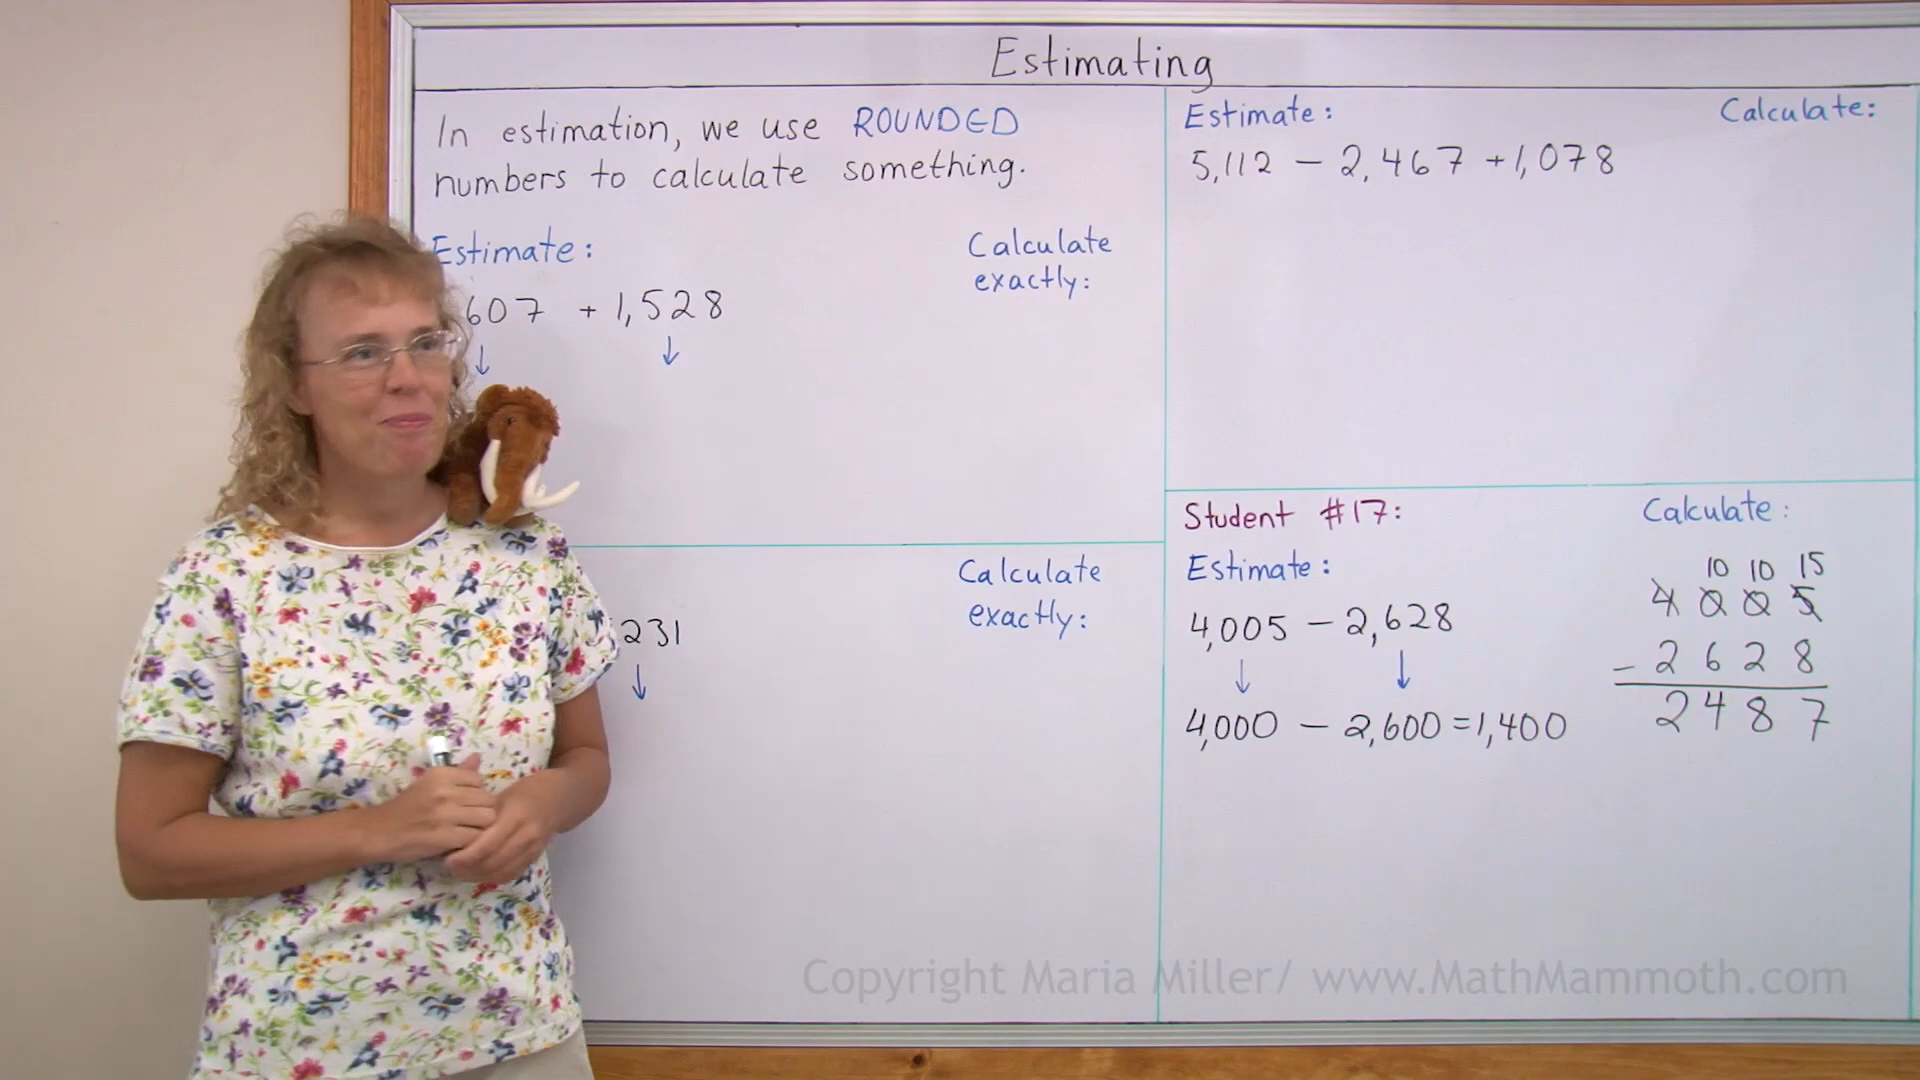 Estimating
In estimation, we use ROUNDED
numbers to calculate something.
Estimate:
Calculate
exactly:
607 + 1,528
↓ ↓
Calculate
exactly:
231
↓
Estimate:
Calculate:
5,112 - 2,467 + 1,078
Student #17:
Estimate:
4,005 - 2,628
↓ ↓
4,000 - 2,600 = 1,400
Calculate:
10 10 15
4 0 0 5
- 2 6 2 8
2 4 8 7
Copyright Maria Miller/ www.MathMammoth.com